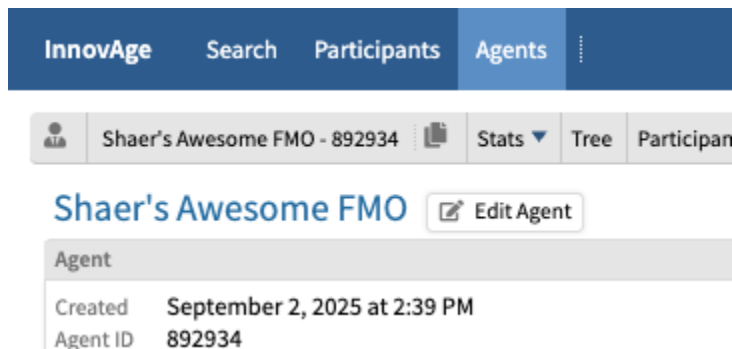 InnovAge Search Participants Agents
Shaer's Awesome FMO - 892934 Stats Tree Participan
Shaer's Awesome FMO Edit Agent
Agent
Created September 2, 2025 at 2:39 PM
Agent ID 892934